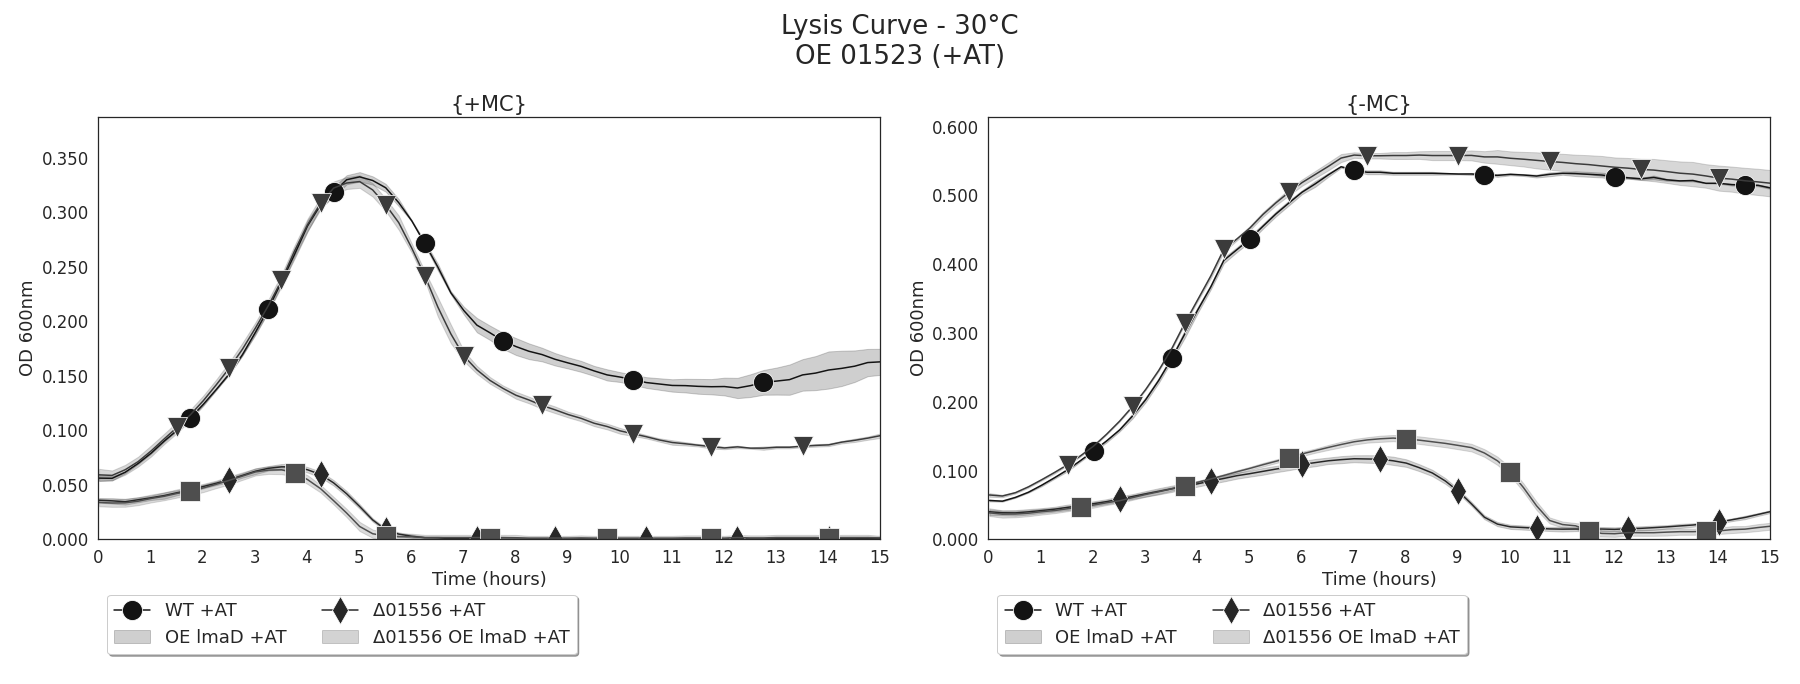 Lysis Curve - 30°C
OE 01523 (+AT)
{+MC}
OD 600nm
0.350
0.300
0.250
0.200
0.150
0.100
0.050
0.000
0 1 2 3 4 5 6 7 8 9 10 11 12 13 14 15
Time (hours)
WT +AT
OE lmaD +AT
Δ01556 +AT
Δ01556 OE lmaD +AT
{-MC}
OD 600nm
0.600
0.500
0.400
0.300
0.200
0.100
0.000
0 1 2 3 4 5 6 7 8 9 10 11 12 13 14 15
Time (hours)
WT +AT
OE lmaD +AT
Δ01556 +AT
Δ01556 OE lmaD +AT